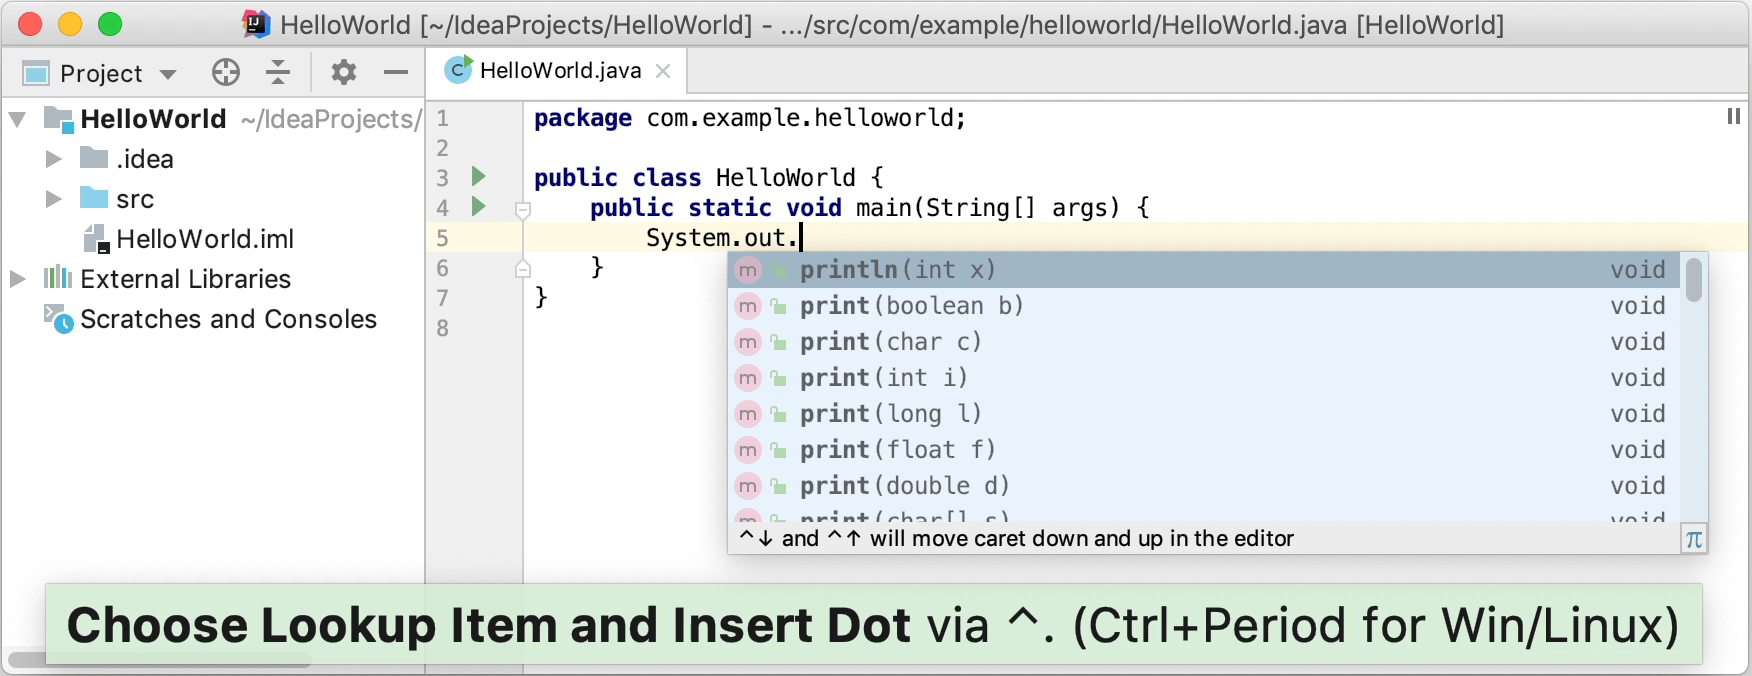 HelloWorld [~/IdeaProjects/HelloWorld] - .../src/com/example/helloworld/HelloWorld.java [HelloWorld]
Project
HelloWorld.java
HelloWorld ~/IdeaProjects/
.idea
src
HelloWorld.iml
External Libraries
Scratches and Consoles
1 package com.example.helloworld;
2
3 public class HelloWorld {
4 public static void main(String[] args) {
5 System.out.
6 }
7 }
8
m println(int x) void
m print(boolean b) void
m print(char c) void
m print(int i) void
m print(long l) void
m print(float f) void
m print(double d) void
m print(char[] s) void
^↓ and ^↑ will move caret down and up in the editor π
Choose Lookup Item and Insert Dot via ^. (Ctrl+Period for Win/Linux)